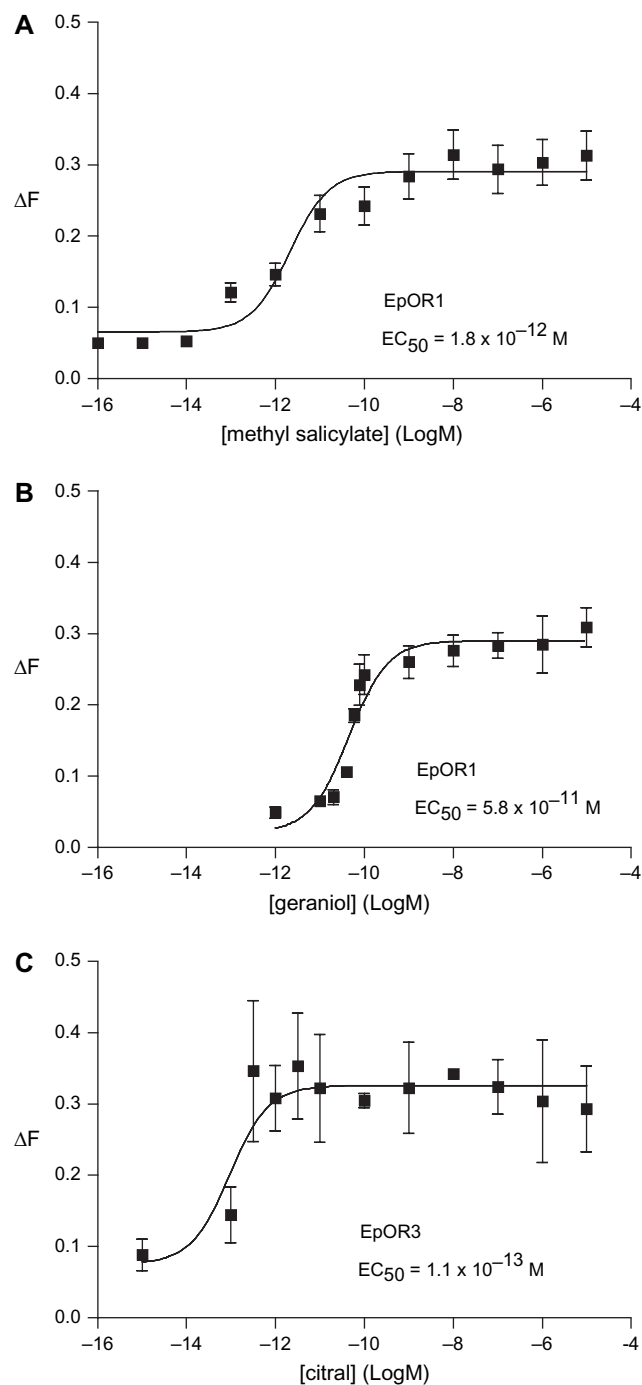 A
0.5
0.4
0.3
ΔF
0.2
0.1
0.0
EpOR1
EC50 = 1.8 x 10–12 M
–16 –14 –12 –10 –8 –6 –4
[methyl salicylate] (LogM)
B
0.5
0.4
0.3
ΔF
0.2
0.1
0.0
EpOR1
EC50 = 5.8 x 10–11 M
–16 –14 –12 –10 –8 –6 –4
[geraniol] (LogM)
C
0.5
0.4
0.3
ΔF
0.2
0.1
0.0
EpOR3
EC50 = 1.1 x 10–13 M
–16 –14 –12 –10 –8 –6 -4
[citral] (LogM)